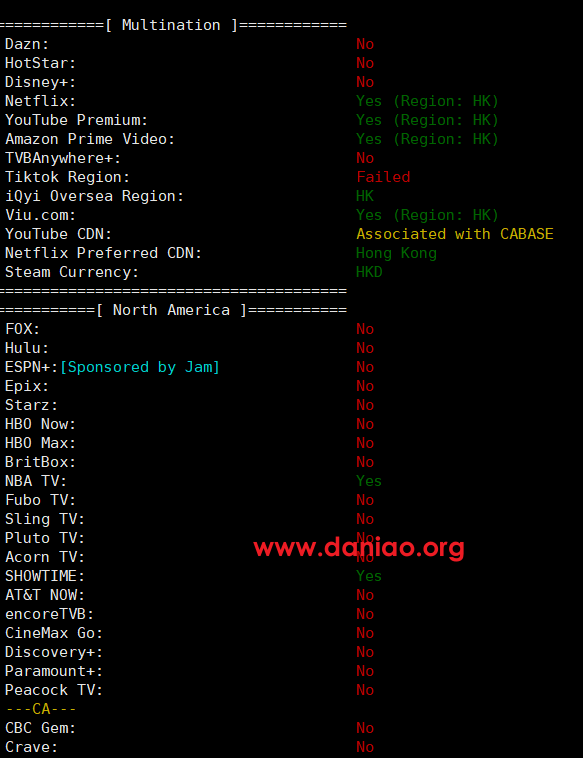 ============[ Multination ]============
Dazn: No
HotStar: No
Disney+: No
Netflix: Yes (Region: HK)
YouTube Premium: Yes (Region: HK)
Amazon Prime Video: Yes (Region: HK)
TVBAnywhere+: No
Tiktok Region: Failed
iQyi Oversea Region: HK
Viu.com: Yes (Region: HK)
YouTube CDN: Associated with CABASE
Netflix Preferred CDN: Hong Kong
Steam Currency: HKD
=======================================
===========[ North America ]===========
FOX: No
Hulu: No
ESPN+:[Sponsored by Jam] No
Epix: No
Starz: No
HBO Now: No
HBO Max: No
BritBox: No
NBA TV: Yes
Fubo TV: No
Sling TV: No
Pluto TV: No
www.daniao.org
Acorn TV: No
SHOWTIME: Yes
AT&T NOW: No
encoreTVB: No
CineMax Go: No
Discovery+: No
Paramount+: No
Peacock TV: No
---CA---
CBC Gem: No
Crave: No